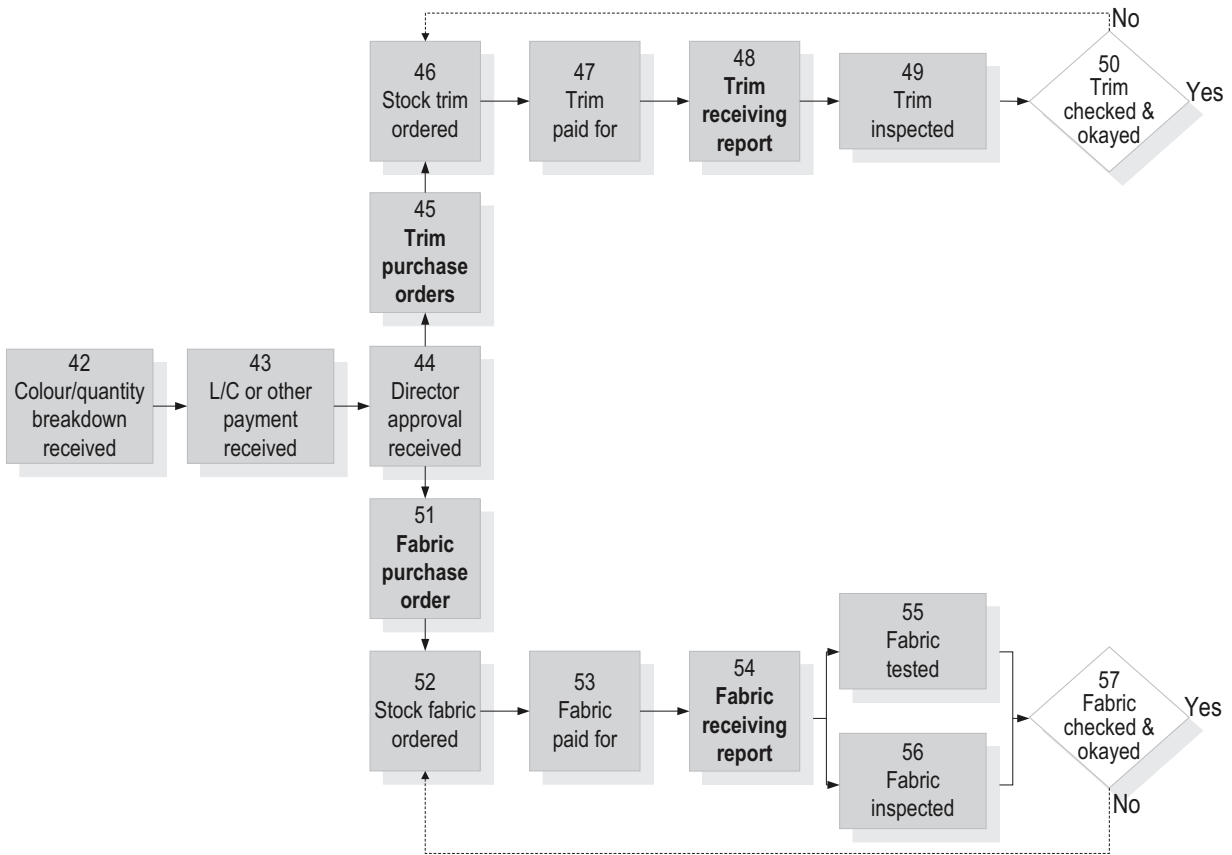 No
46
Stock trim
ordered
47
Trim
paid for
48
Trim
receiving
report
49
Trim
inspected
50
Trim
checked &
okayed
Yes
45
Trim
purchase
orders
42
Colour/quantity
breakdown
received
43
L/C or other
payment
received
44
Director
approval
received
51
Fabric
purchase
order
52
Stock fabric
ordered
53
Fabric
paid for
54
Fabric
receiving
report
55
Fabric
tested
56
Fabric
inspected
57
Fabric
checked &
okayed
Yes
No